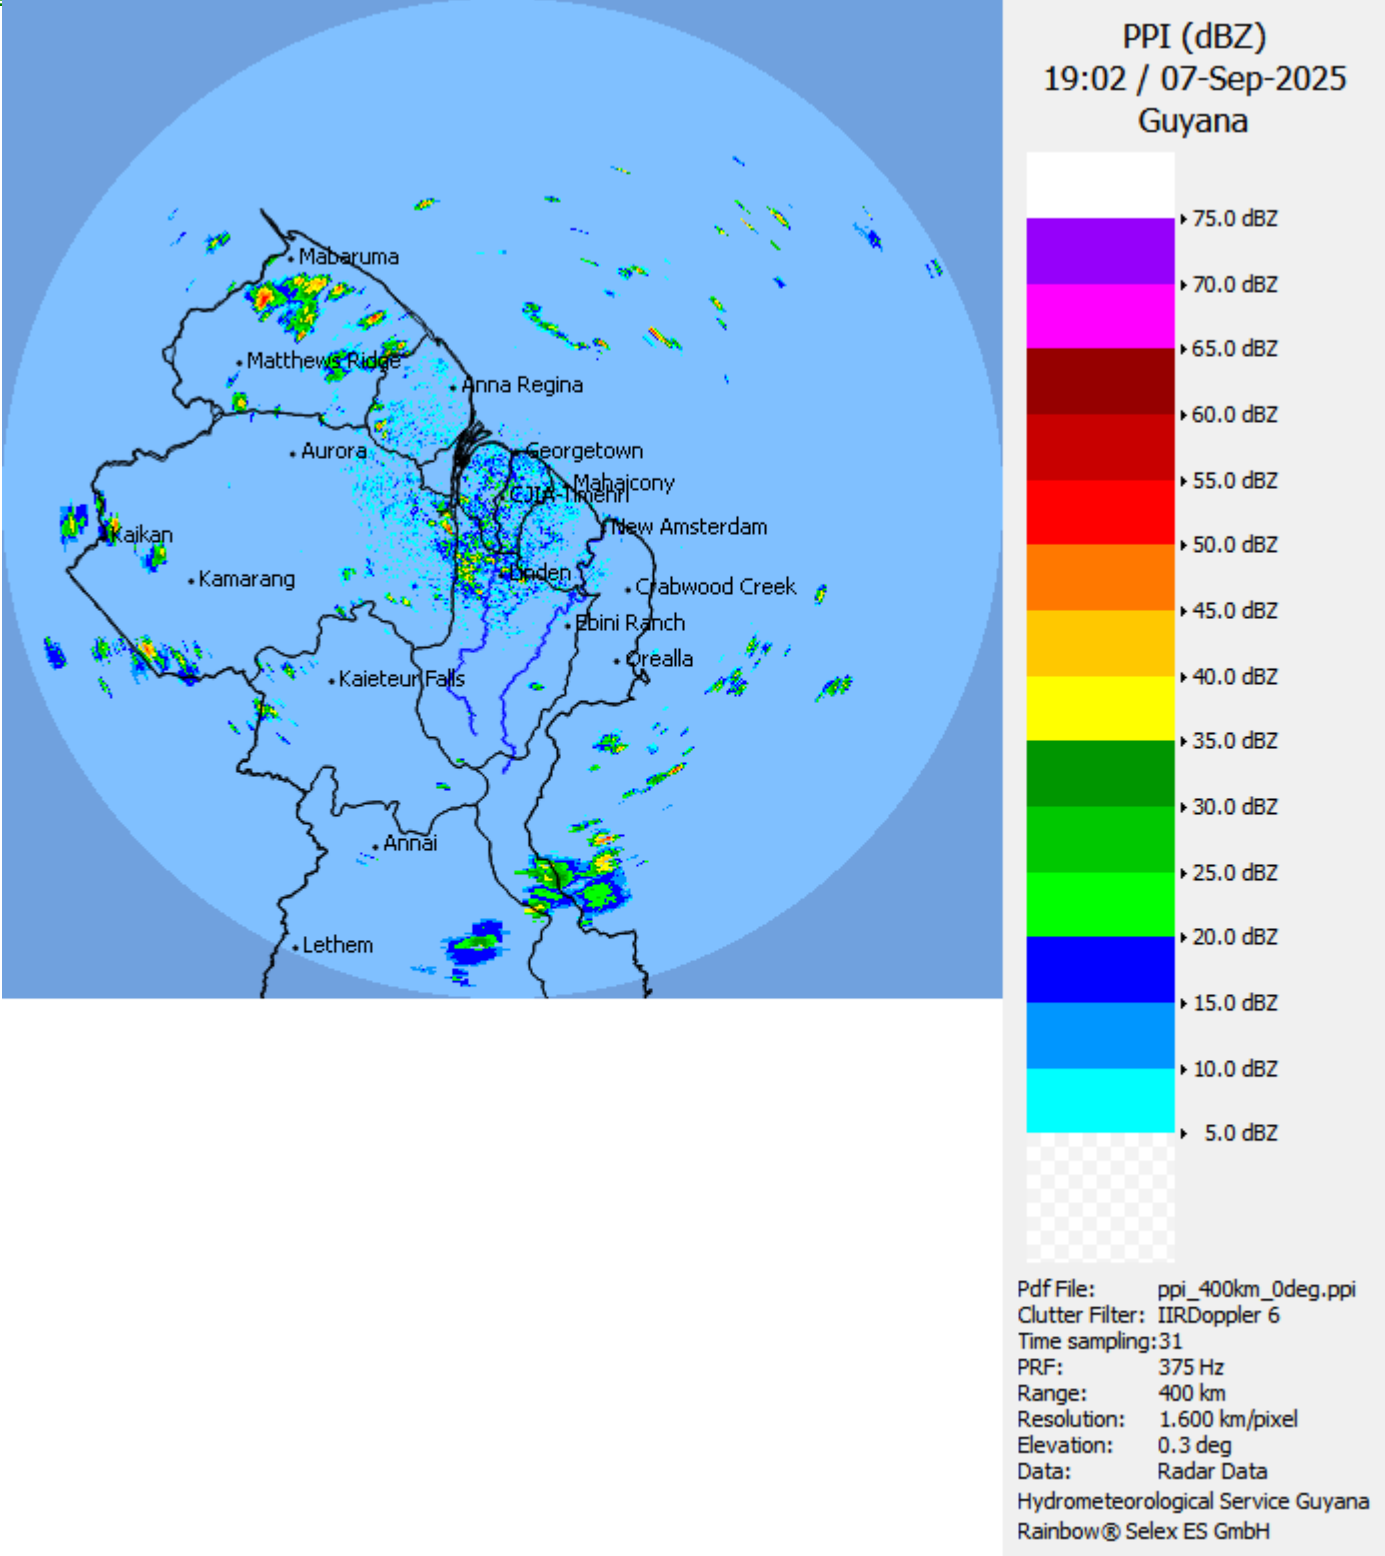 PPI (dBZ)
19:02 / 07-Sep-2025
Guyana
Mabaruma
Matthews Ridge
Anna Regina
Aurora
Georgetown
Mahaicony
CJIA-Timehri
New Amsterdam
Kaikan
Kamarang
Linden
Crabwood Creek
Ebini Ranch
Orealla
Kaieteur Falls
Annai
Lethem
75.0 dBZ
70.0 dBZ
65.0 dBZ
60.0 dBZ
55.0 dBZ
50.0 dBZ
45.0 dBZ
40.0 dBZ
35.0 dBZ
30.0 dBZ
25.0 dBZ
20.0 dBZ
15.0 dBZ
10.0 dBZ
5.0 dBZ
Pdf File: ppi_400km_0deg.ppi
Clutter Filter: IIRDoppler 6
Time sampling:31
PRF: 375 Hz
Range: 400 km
Resolution: 1.600 km/pixel
Elevation: 0.3 deg
Data: Radar Data
Hydrometeorological Service Guyana
Rainbow® Selex ES GmbH